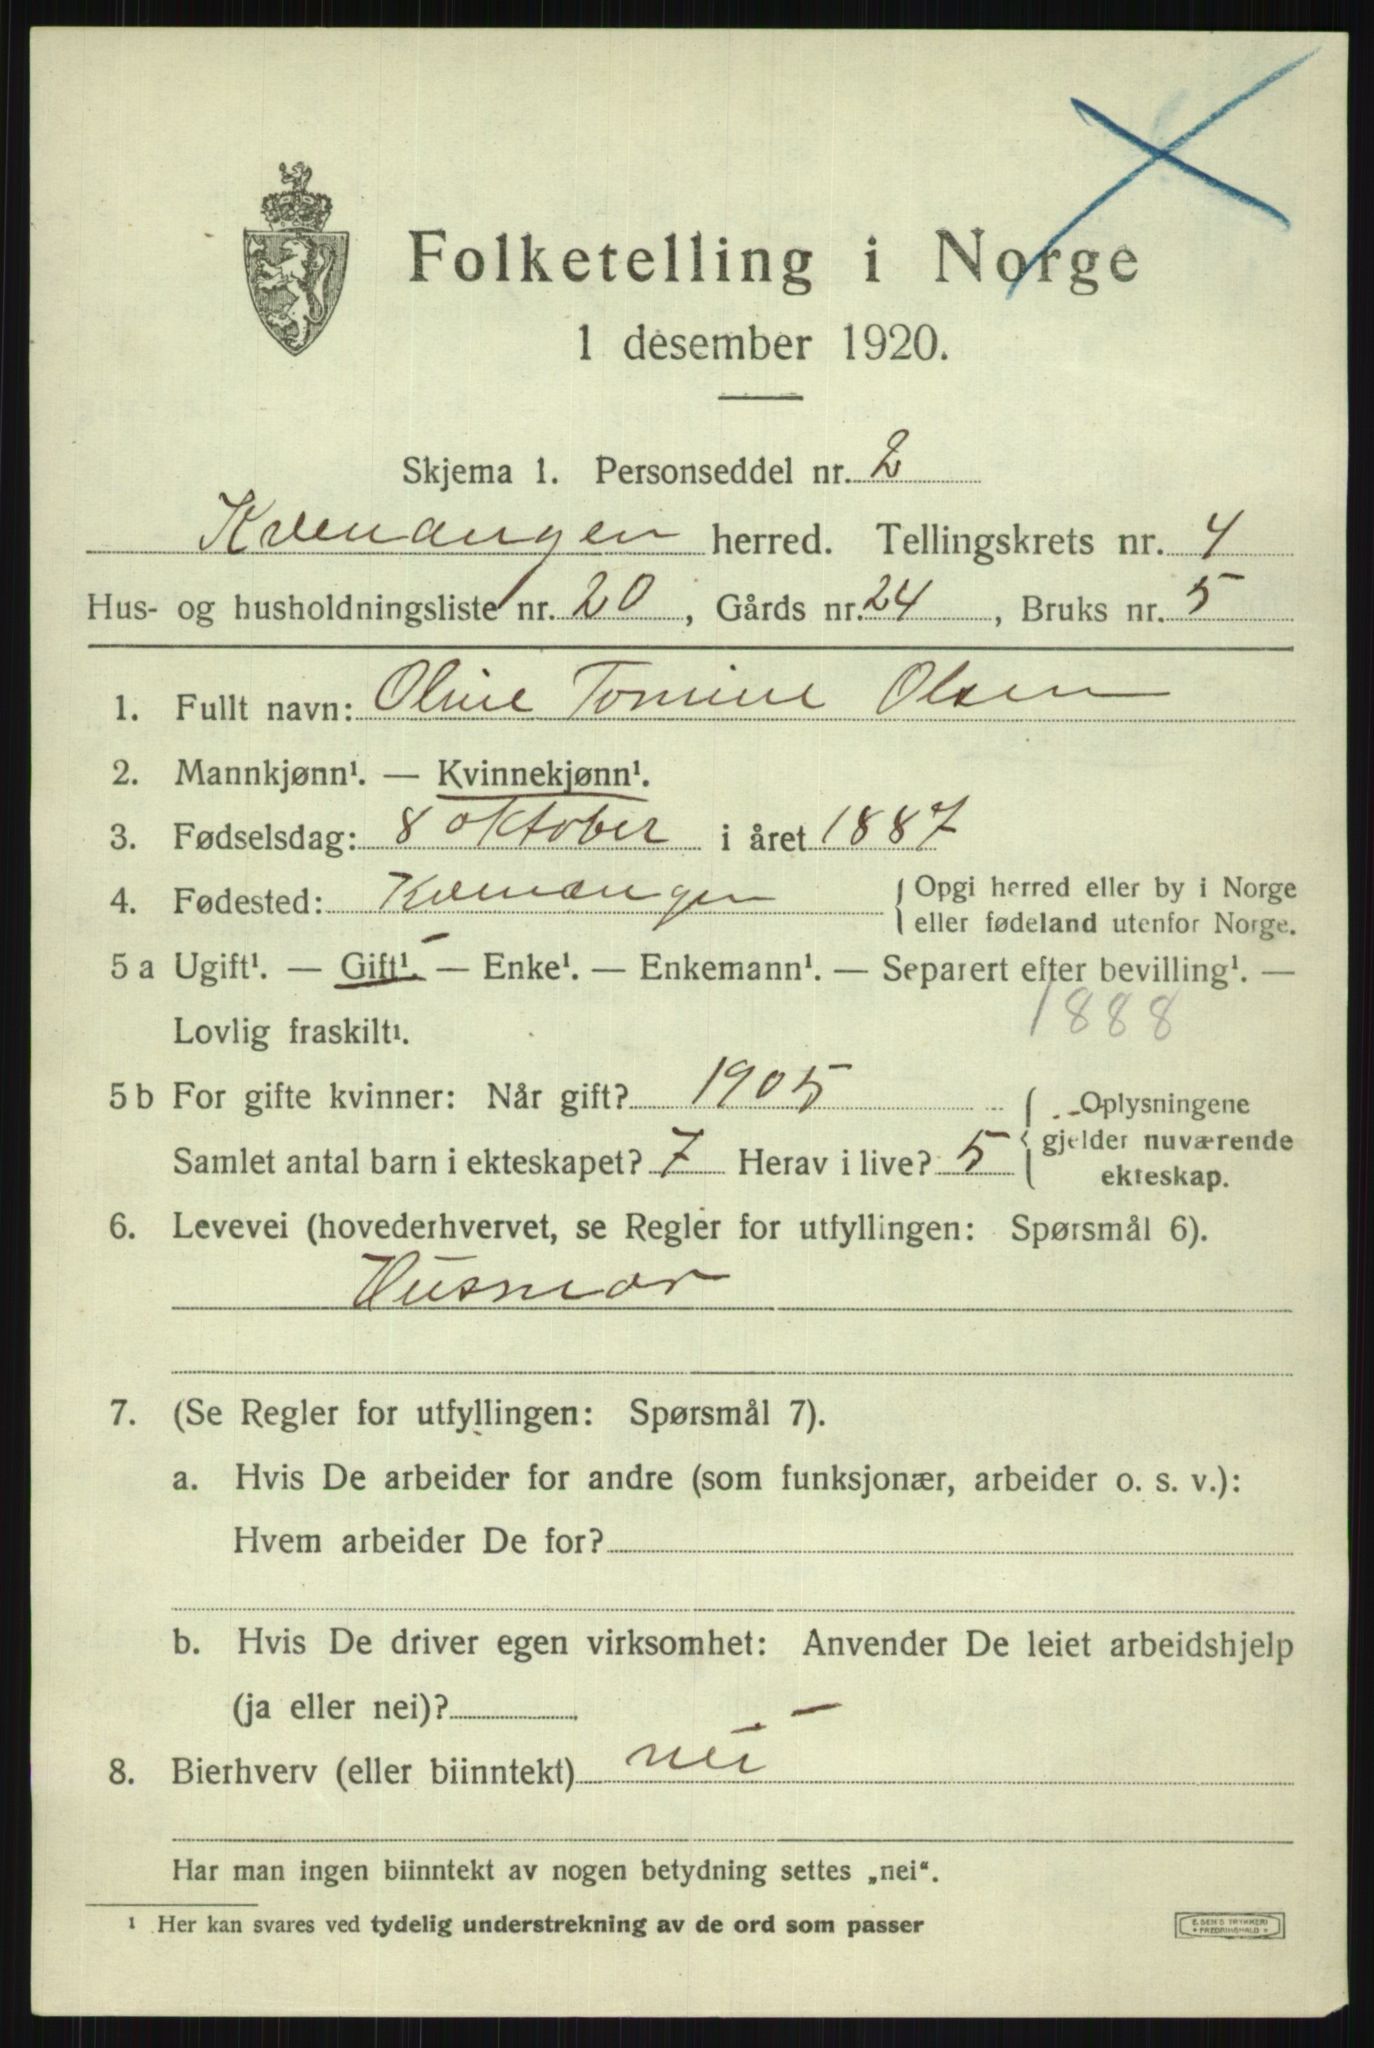 Folketelling i Norge
1 desember 1920.
Skjema 1. Personseddel nr. 2
Kvænangen herred. Tellingskrets nr. 4
Hus- og husholdningsliste nr. 20, Gårds nr. 24, Bruks nr. 5
1. Fullt navn: Oline Tomine Olsen
2. Mannkjønn¹. — Kvinnekjønn¹.
3. Fødselsdag: 8 oktober i året 1887
4. Fødested: Kvænangen { Opgi herred eller by i Norge
eller fødeland utenfor Norge.
5 a Ugift¹. — Gift¹ — Enke¹. — Enkemann¹. — Separert efter bevilling¹. —
Lovlig fraskilt¹. 1888
5 b For gifte kvinner: Når gift? 1905 { Oplysningene
gjelder nuværende
ekteskap.
Samlet antal barn i ekteskapet? 7 Herav i live? 5
6. Levevei (hovederhvervet, se Regler for utfyllingen: Spørsmål 6).
Husmor
7. (Se Regler for utfyllingen: Spørsmål 7).
a. Hvis De arbeider for andre (som funksjonær, arbeider o. s. v.):
Hvem arbeider De for?
b. Hvis De driver egen virksomhet: Anvender De leiet arbeidshjelp
(ja eller nei)? —
8. Bierhverv (eller biinntekt) nei
Har man ingen biinntekt av nogen betydning settes „nei“.
¹ Her kan svares ved tydelig understrekning av de ord som passer
E. SEM'S TRYKKERI
FREDRIKSHALD